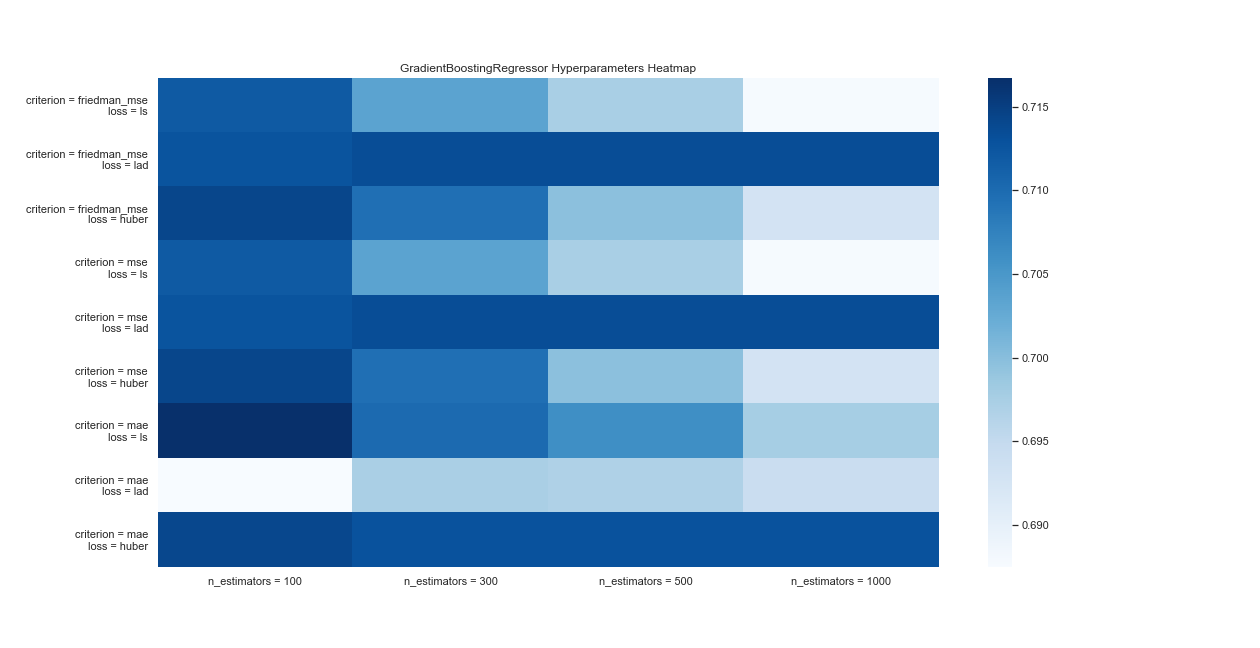 GradientBoostingRegressor Hyperparameters Heatmap
criterion = friedman_mse
loss = ls
criterion = friedman_mse
loss = lad
criterion = friedman_mse
loss = huber
criterion = mse
loss = ls
criterion = mse
loss = lad
criterion = mse
loss = huber
criterion = mae
loss = ls
criterion = mae
loss = lad
criterion = mae
loss = huber
n_estimators = 100
n_estimators = 300
n_estimators = 500
n_estimators = 1000
0.715
0.710
0.705
0.700
0.695
0.690